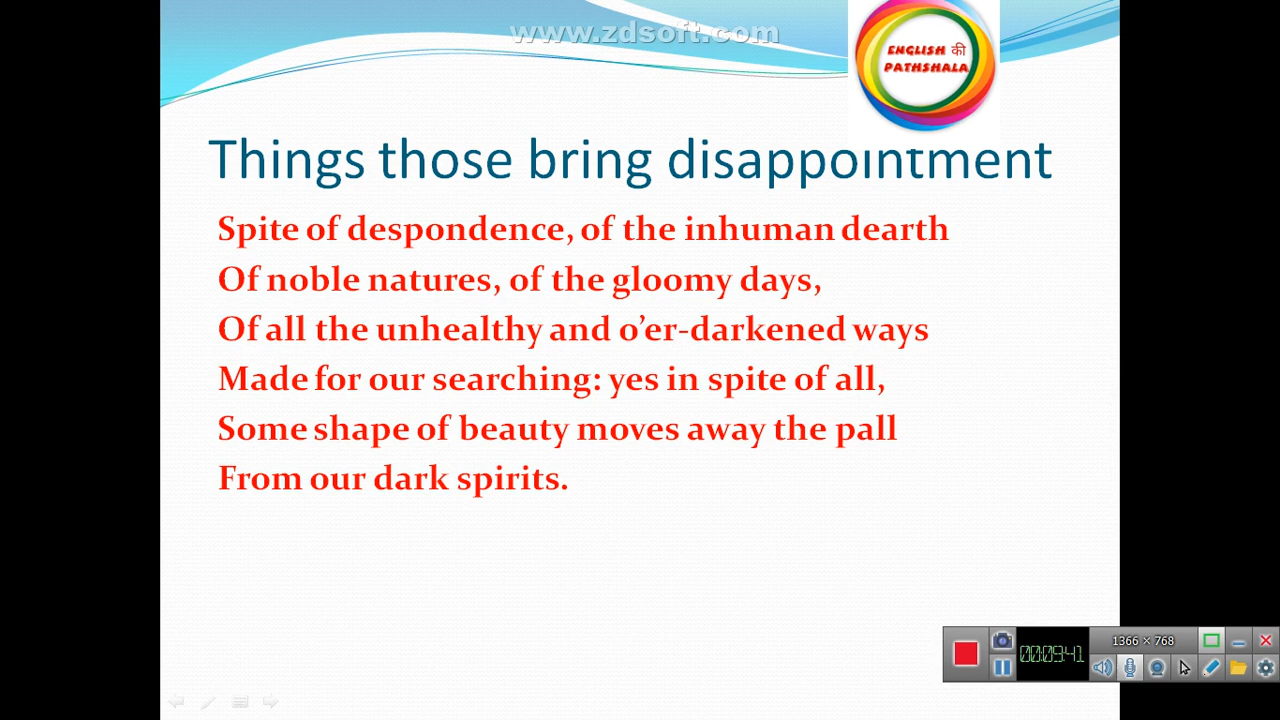 www.zdsoft.com
ENGLISH की
PATHSHALA
Things those bring disappointment
Spite of despondence, of the inhuman dearth
Of noble natures, of the gloomy days,
Of all the unhealthy and o’er-darkened ways
Made for our searching: yes in spite of all,
Some shape of beauty moves away the pall
From our dark spirits.
1366 × 768
00:09:41